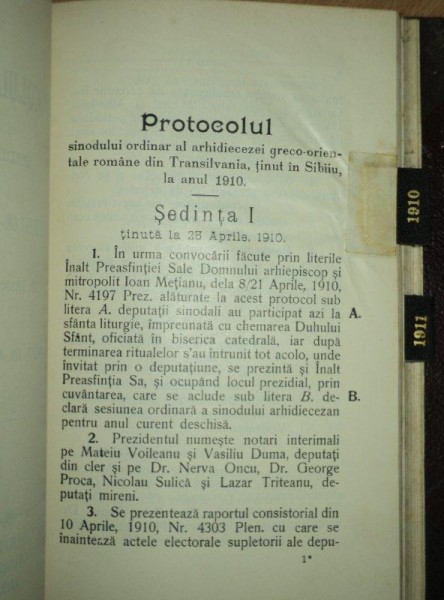 Protocolul
sinodului ordinar al arhidiecezei greco-orien-
tale române din Transilvania, ținut în Sibiiu,
la anul 1910.
Ședința I
ținută la 25 Aprile, 1910.
1. În urma convocării făcute prin literile
Înalt Preasfinției Sale Domnului arhiepiscop și
mitropolit Ioan Mețianu, dela 8/21 Aprile, 1910,
Nr. 4197 Prez. alăturate la acest protocol sub
litera A. deputații sinodali au participat azi la A.
sfânta liturgie, împreunată cu chemarea Duhului
Sfânt, oficiată în biserica catedrală, iar după
terminarea ritualelor s'au întrunit tot acolo, unde
învitat prin o deputațiune, se prezintă și Înalt
Preasfinția Sa, și ocupând locul prezidial, prin
cuvântarea, care se aclude sub litera B. de- B.
clară sesiunea ordinară a sinodului arhidiecezan
pentru anul curent deschisă.
2. Prezidentul numește notari interimali
pe Mateiu Voileanu și Vasiliu Duma, deputați
din cler și pe Dr. Nerva Oncu, Dr. George
Proca, Nicolau Sulică și Lazar Triteanu, de-
putați mireni.
3. Se prezentează raportul consistorial din
10 Aprile, 1910, Nr. 4303 Plen. cu care se
înaintează actele electorale supletorii ale depu-
1*
1910
1911